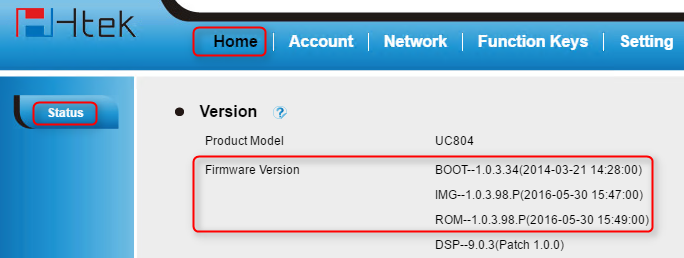 Htek
Home Account Network Function Keys Setting
Status
Version ?
Product Model UC804
Firmware Version BOOT--1.0.3.34(2014-03-21 14:28:00)
IMG--1.0.3.98.P(2016-05-30 15:47:00)
ROM--1.0.3.98.P(2016-05-30 15:49:00)
DSP--9.0.3(Patch 1.0.0)